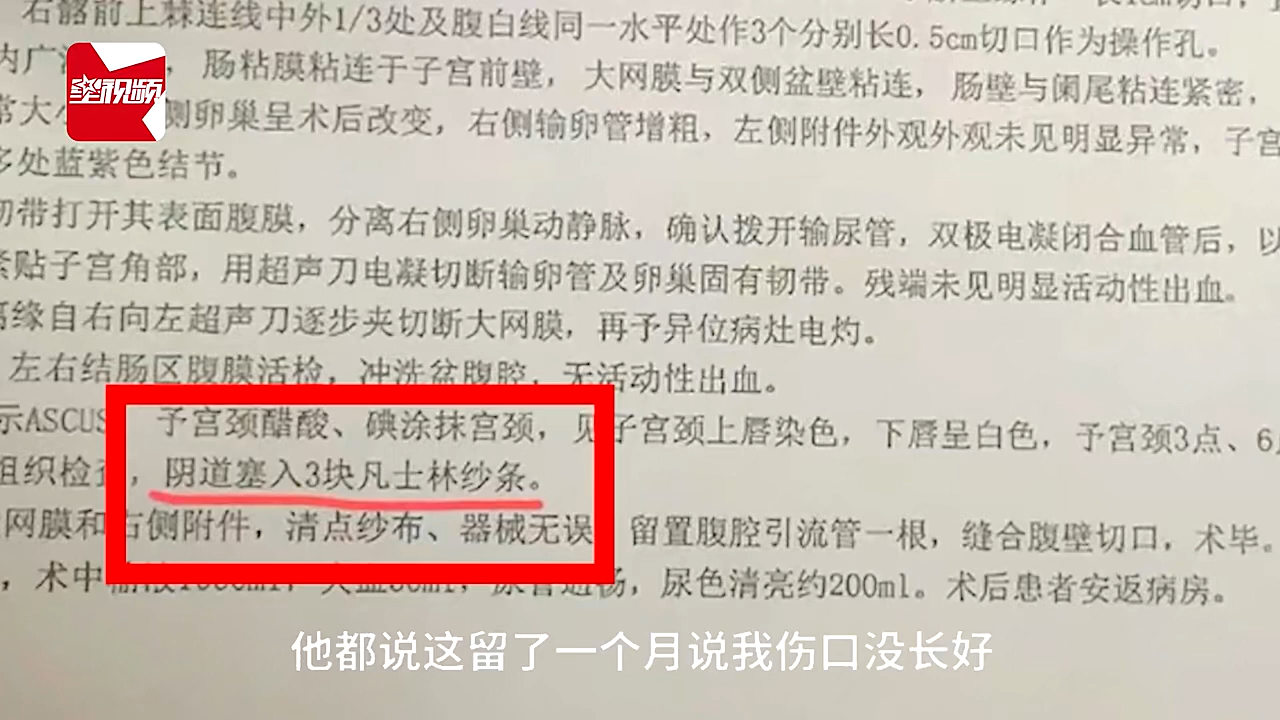 右髂前上棘连线中外1/3处及腹白线同一水平处作3个分别长0.5cm切口作为操作孔。
星视频
内广 ，肠粘膜粘连于子宫前壁，大网膜与双侧盆壁粘连，肠壁与阑尾粘连紧密，
常大 侧卵巢呈术后改变，右侧输卵管增粗，左侧附件外观外观未见明显异常，子宫
多处蓝紫色结节。
韧带打开其表面腹膜，分离右侧卵巢动静脉，确认拨开输尿管，双极电凝闭合血管后，以
紧贴子宫角部，用超声刀电凝切断输卵管及卵巢固有韧带。残端未见明显活动性出血。
缘自右向左超声刀逐步夹切断大网膜，再予异位病灶电灼。
左右结肠区腹膜活检，冲洗盆腹腔，无活动性出血。
示ASCUS 予宫颈醋酸、碘涂抹宫颈，见子宫颈上唇染色，下唇呈白色，予宫颈3点、6
组织检查，阴道塞入3块凡士林纱条。
网膜和右侧附件，清点纱布、器械无误 留置腹腔引流管一根，缝合腹壁切口，术毕。
，术中 尿色清亮约200ml。术后患者安返病房。
他都说这留了一个月说我伤口没长好